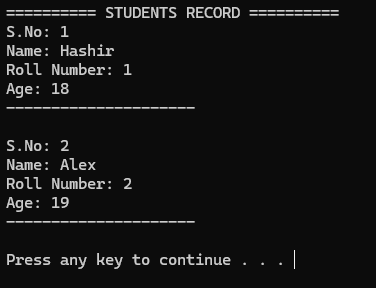 ========== STUDENTS RECORD ==========
S.No: 1
Name: Hashir
Roll Number: 1
Age: 18
---------------------
S.No: 2
Name: Alex
Roll Number: 2
Age: 19
---------------------
Press any key to continue . . .